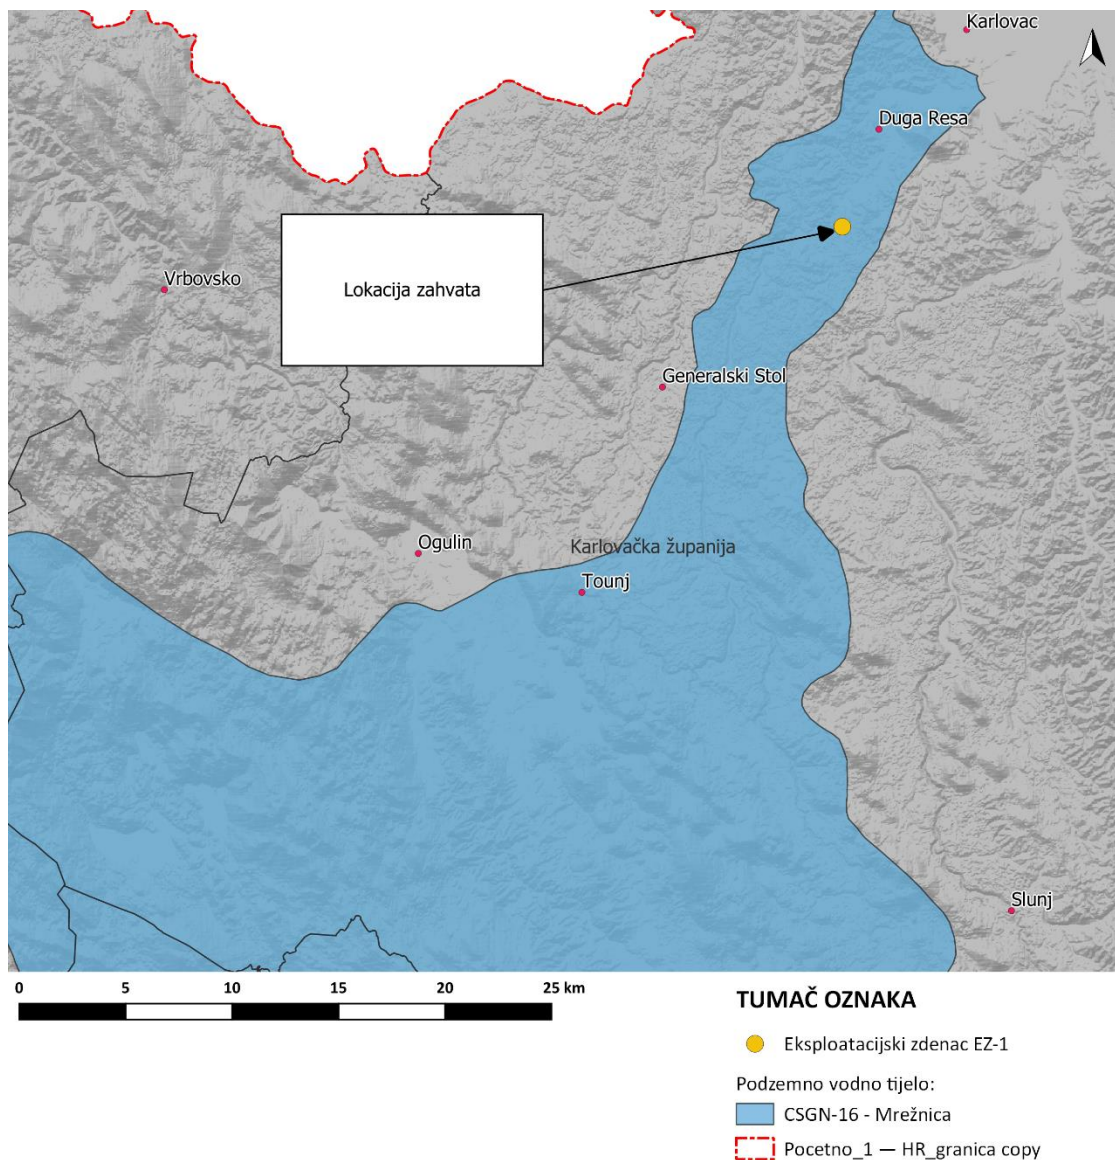 Karlovac
Duga Resa
Vrbovsko
Lokacija zahvata
Generalski Stol
Ogulin
Karlovačka županija
Tounj
Slunj
0 5 10 15 20 25 km
TUMAČ OZNAKA
Eksploatacijski zdenac EZ-1
Podzemno vodno tijelo:
CSGN-16 - Mrežnica
Pocetno_1 — HR_granica copy